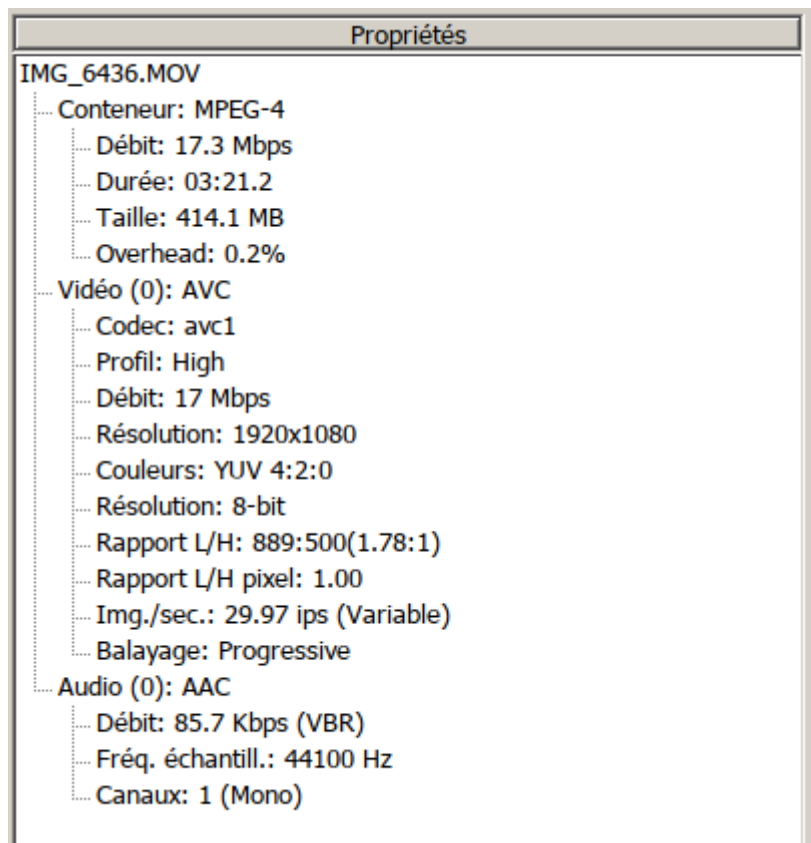 Propriétés
IMG_6436.MOV
Conteneur: MPEG-4
Débit: 17.3 Mbps
Durée: 03:21.2
Taille: 414.1 MB
Overhead: 0.2%
Vidéo (0): AVC
Codec: avc1
Profil: High
Débit: 17 Mbps
Résolution: 1920x1080
Couleurs: YUV 4:2:0
Résolution: 8-bit
Rapport L/H: 889:500(1.78:1)
Rapport L/H pixel: 1.00
Img./sec.: 29.97 ips (Variable)
Balayage: Progressive
Audio (0): AAC
Débit: 85.7 Kbps (VBR)
Fréq. échantill.: 44100 Hz
Canaux: 1 (Mono)